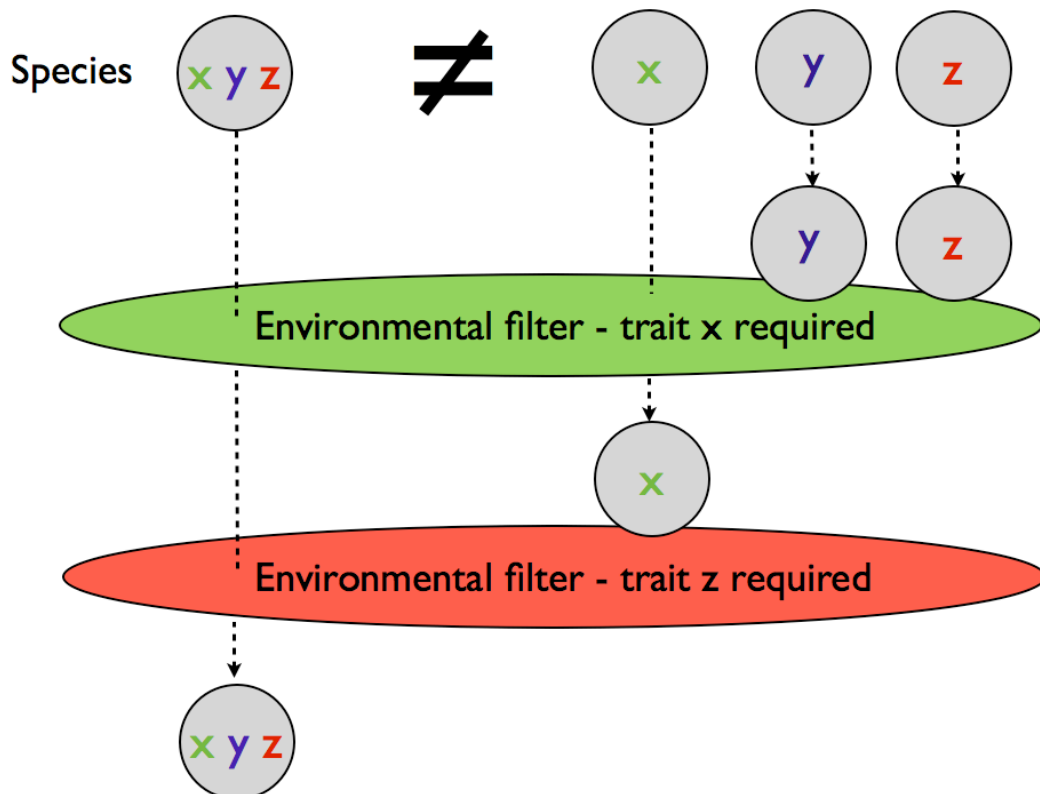 Species x y z ≠ x y z
y z
Environmental filter - trait x required
x
Environmental filter - trait z required
x y z